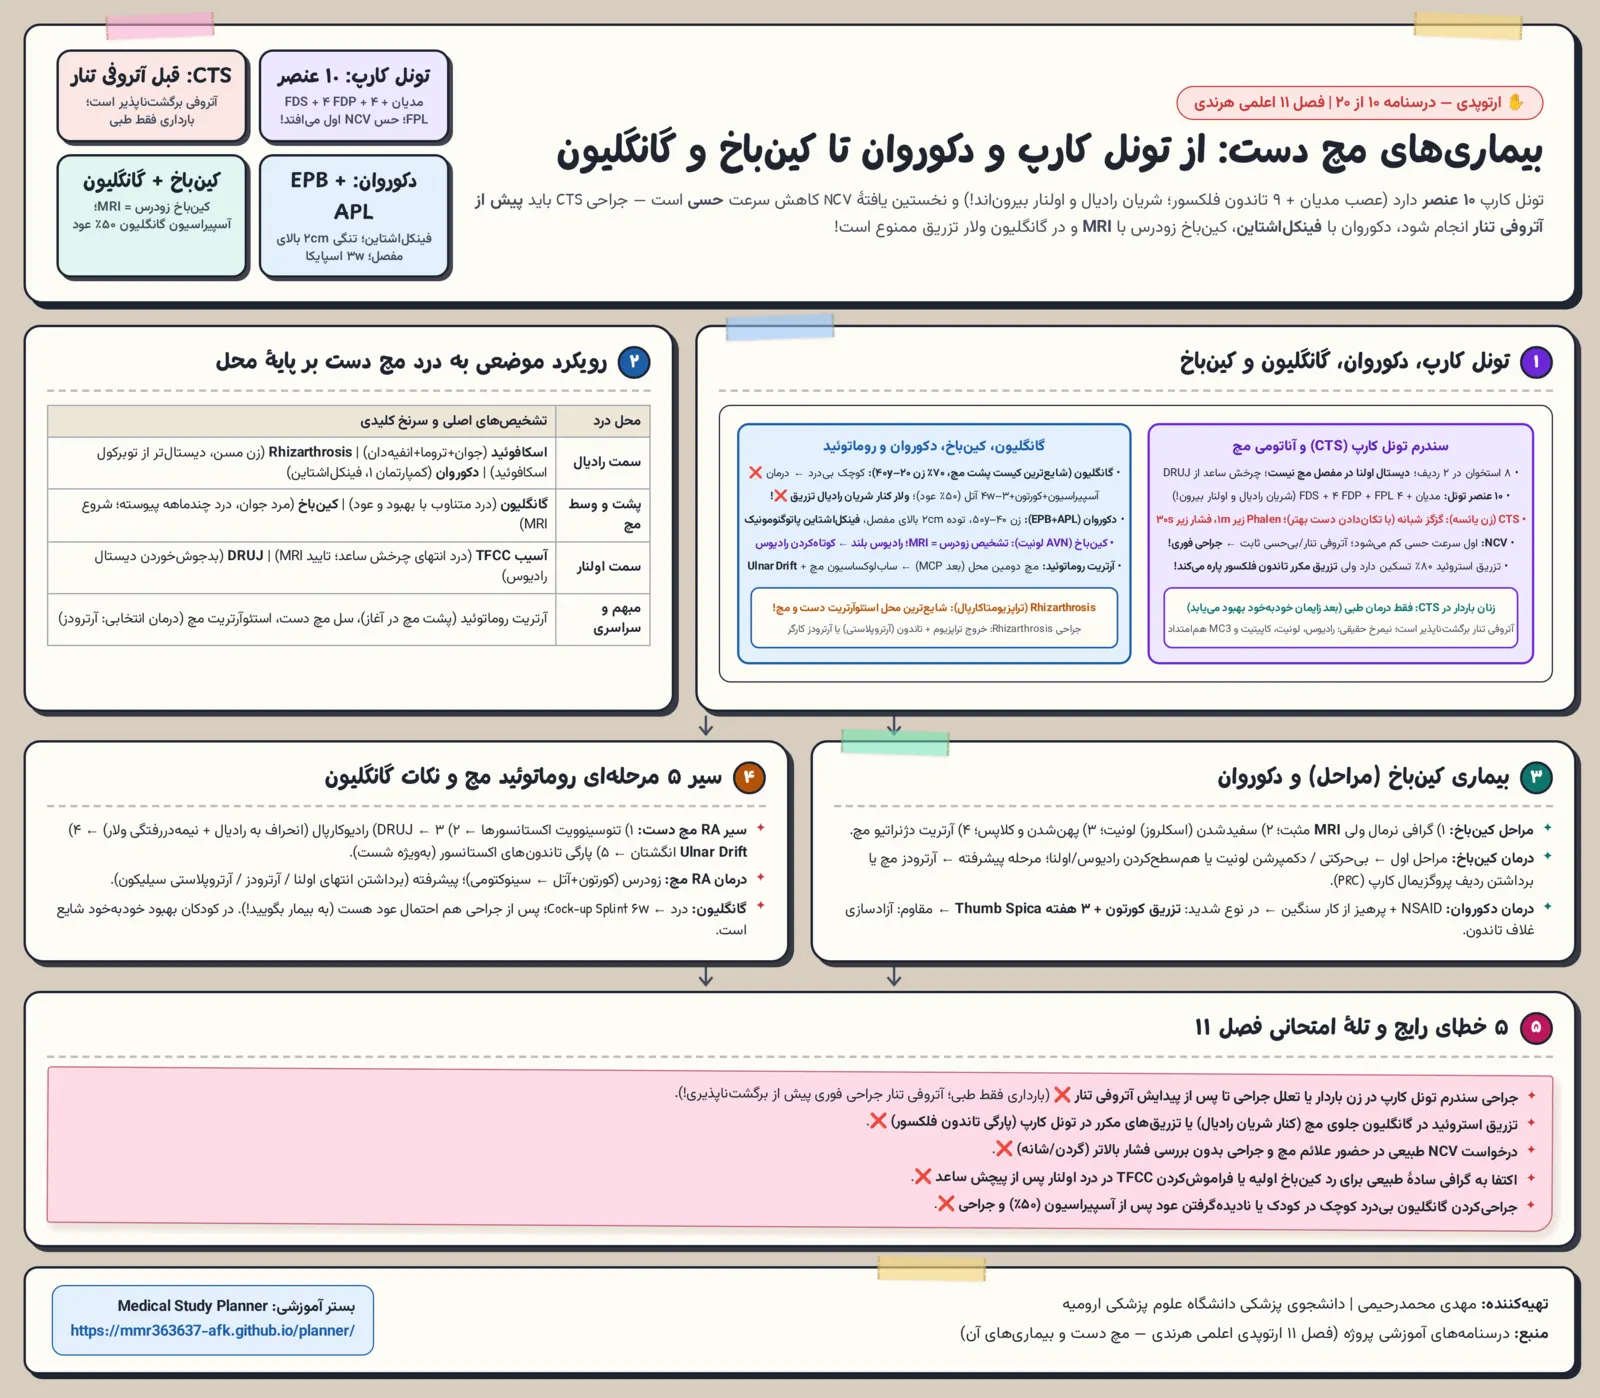 ✋ ارتوپدی — درسنامه ۱۰ از ۲۰ | فصل ۱۱ اعلمی هرندی
بیماری‌های مچ دست: از تونل کارپ و دکوروان تا کین‌باخ و گانگلیون
تونل کارپ ۱۰ عنصر دارد (عصب مدیان + ۹ تاندون فلکسور؛ شریان رادیال و اولنار بیرون‌اند!) و نخستین یافتهٔ NCV کاهش سرعت حسی است — جراحی CTS باید پیش از
آتروفی تنار انجام شود، دکوروان با فینکل‌اشتاین، کین‌باخ زودرس با MRI و در گانگلیون ولار تزریق ممنوع است!
تونل کارپ: ۱۰ عنصر
مدیان + ۴ FDS + ۴ FDP +
FPL؛ حس NCV اول می‌افتد!
CTS: قبل آتروفی تنار
آتروفی برگشت‌ناپذیر است؛
بارداری فقط طبی
دکوروان: EPB +
APL
فینکل‌اشتاین؛ تنگی ۲cm بالای
مفصل؛ ۳w اسپایکا
کین‌باخ + گانگلیون
کین‌باخ زودرس = MRI؛
آسپیراسیون گانگلیون ۵۰٪ عود
۱ تونل کارپ، دکوروان، گانگلیون و کین‌باخ
سندرم تونل کارپ (CTS) و آناتومی مچ
• ۸ استخوان در ۲ ردیف؛ دیستال اولنا در مفصل مچ نیست؛ چرخش ساعد از DRUJ
• ۱۰ عنصر تونل: مدیان + ۴ FDS + ۴ FDP + FPL (شریان رادیال و اولنار بیرون!)
• CTS (زن یائسه): گزگز شبانه (با تکان‌دادن دست بهتر)؛ Phalen زیر ۱m، فشار زیر ۳۰s
• NCV: اول سرعت حسی کم می‌شود؛ آتروفی تنار/بی‌حسی ثابت ← جراحی فوری!
• تزریق استروئید ۸۰٪ تسکین دارد ولی تزریق مکرر تاندون فلکسور پاره می‌کند!
زنان باردار در CTS: فقط درمان طبی (بعد زایمان خودبه‌خود بهبود می‌یابد)
آتروفی تنار برگشت‌ناپذیر است؛ نیمرخ حقیقی: رادیوس، لونیت، کاپیتیت و MC3 هم‌امتداد
گانگلیون، کین‌باخ، دکوروان و روماتوئید
• گانگلیون (شایع‌ترین کیست پشت مچ، ۷۰٪ زن ۲۰–۴۰y): کوچک بی‌درد ← درمان ❌
آسپیراسیون+کورتون+۳–۴w آتل (۵۰٪ عود)؛ ولار کنار شریان رادیال تزریق ❌!
• دکوروان (EPB+APL): زن ۴۰–۵۰y، توده ۲cm بالای مفصل، فینکل‌اشتاین پاتوگنومونیک
• کین‌باخ (AVN لونیت): تشخیص زودرس = MRI؛ رادیوس بلند ← کوتاه‌کردن رادیوس
• آرتریت روماتوئید: مچ دومین محل (بعد MCP) ← ساب‌لوکساسیون مچ + Ulnar Drift
Rhizarthrosis (تراپزیومتاکارپال): شایع‌ترین محل استئوآرتریت دست و مچ!
جراحی Rhizarthrosis: خروج تراپزیوم + تاندون (آرتروپلاستی) یا آرترودز کارگر
۲ رویکرد موضعی به درد مچ دست بر پایهٔ محل
محل درد | تشخیص‌های اصلی و سرنخ کلیدی
سمت رادیال | اسکافوئید (جوان+تروما+انفیه‌دان) | Rhizarthrosis (زن مسن، دیستال‌تر از توبرکول
اسکافوئید) | دکوروان (کمپارتمان ۱، فینکل‌اشتاین)
پشت و وسط | گانگلیون (درد متناوب با بهبود و عود) | کین‌باخ (مرد جوان، درد چندماهه پیوسته؛ شروع
مچ | MRI)
سمت اولنار | آسیب TFCC (درد انتهای چرخش ساعد؛ تایید MRI) | DRUJ (بدجوش‌خوردن دیستال
رادیوس)
مبهم و
سراسری | آرتریت روماتوئید (پشت مچ در آغاز)، سل مچ دست، استئوآرتریت مچ (درمان انتخابی: آرترودز)
۳ بیماری کین‌باخ (مراحل) و دکوروان
مراحل کین‌باخ: ۱) گرافی نرمال ولی MRI مثبت؛ ۲) سفیدشدن (اسکلروز) لونیت؛ ۳) پهن‌شدن و کلاپس؛ ۴) آرتریت دژنراتیو مچ.
درمان کین‌باخ: مراحل اول ← بی‌حرکتی / دکمپرشن لونیت یا هم‌سطح‌کردن رادیوس/اولنا؛ مرحله پیشرفته ← آرترودز مچ یا
برداشتن ردیف پروگزیمال کارپ (PRC).
درمان دکوروان: NSAID + پرهیز از کار سنگین ← در نوع شدید: تزریق کورتون + ۳ هفته Thumb Spica ← مقاوم: آزادسازی
غلاف تاندون.
۴ سیر ۵ مرحله‌ای روماتوئید مچ و نکات گانگلیون
سیر RA مچ دست: ۱) تنوسینوویت اکستانسورها ← ۲) DRUJ ← ۳) رادیوکارپال (انحراف به رادیال + نیمه‌دررفتگی ولار) ← ۴)
Ulnar Drift انگشتان ← ۵) پارگی تاندون‌های اکستانسور (به‌ویژه شست).
درمان RA مچ: زودرس (کورتون+آتل ← سینوکتومی)؛ پیشرفته (برداشتن انتهای اولنا / آرترودز / آرتروپلاستی سیلیکون).
گانگلیون: درد ← Cock-up Splint ۶w؛ پس از جراحی هم احتمال عود هست (به بیمار بگویید!). در کودکان بهبود خودبه‌خود شایع
است.
۵ ۵ خطای رایج و تلهٔ امتحانی فصل ۱۱
جراحی سندرم تونل کارپ در زن باردار یا تعلل جراحی تا پس از پیدایش آتروفی تنار ❌ (بارداری فقط طبی؛ آتروفی تنار جراحی فوری پیش از برگشت‌ناپذیری!).
تزریق استروئید در گانگلیون جلوی مچ (کنار شریان رادیال) یا تزریق‌های مکرر در تونل کارپ (پارگی تاندون فلکسور) ❌.
درخواست NCV طبیعی در حضور علائم مچ و جراحی بدون بررسی فشار بالاتر (گردن/شانه) ❌.
اکتفا به گرافی سادهٔ طبیعی برای رد کین‌باخ اولیه یا فراموش‌کردن TFCC در درد اولنار پس از پیچش ساعد ❌.
جراحی‌کردن گانگلیون بی‌درد کوچک در کودک یا نادیده‌گرفتن عود پس از آسپیراسیون (۵۰٪) و جراحی ❌.
تهیه‌کننده: مهدی محمدرحیمی | دانشجوی پزشکی دانشگاه علوم پزشکی ارومیه
منبع: درسنامه‌های آموزشی پروژه (فصل ۱۱ ارتوپدی اعلمی هرندی — مچ دست و بیماری‌های آن)
بستر آموزشی: Medical Study Planner
https://mmr363637-afk.github.io/planner/